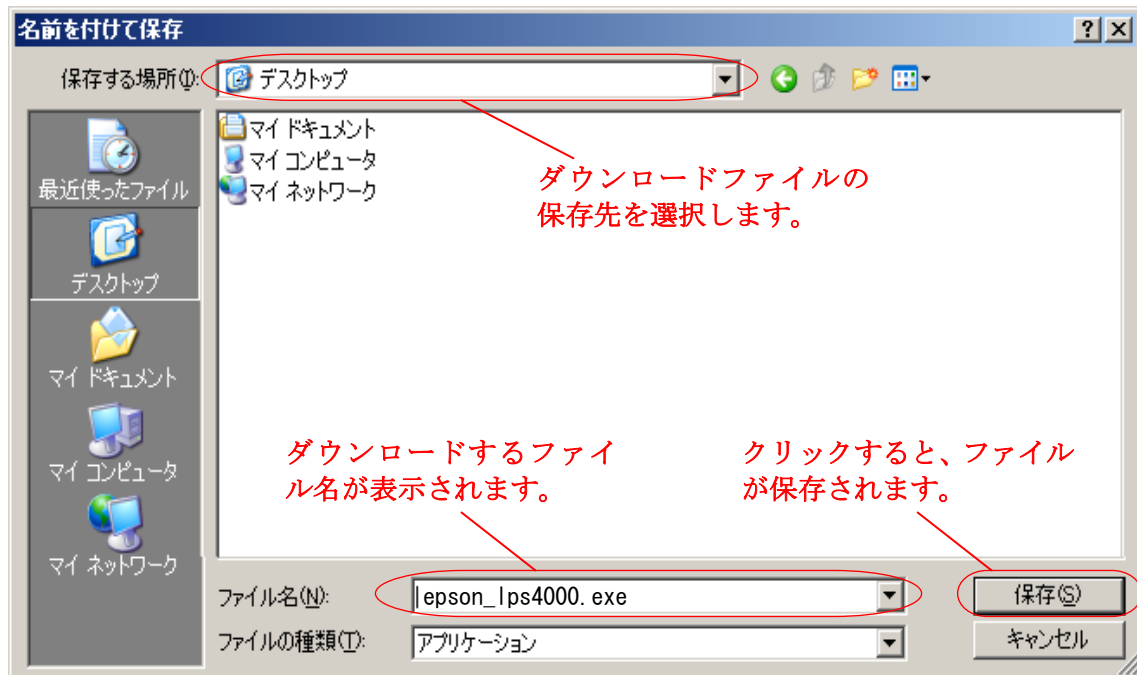 名前を付けて保存
保存する場所(I):
デスクトップ
マイ ドキュメント
マイ コンピュータ
マイ ネットワーク
最近使ったファイル
デスクトップ
マイ ドキュメント
マイ コンピュータ
マイ ネットワーク
ダウンロードファイルの
保存先を選択します。
ダウンロードするファイ
ル名が表示されます。
クリックすると、ファイル
が保存されます。
ファイル名(N):
epson_lps4000.exe
保存(S)
ファイルの種類(T):
アプリケーション
キャンセル